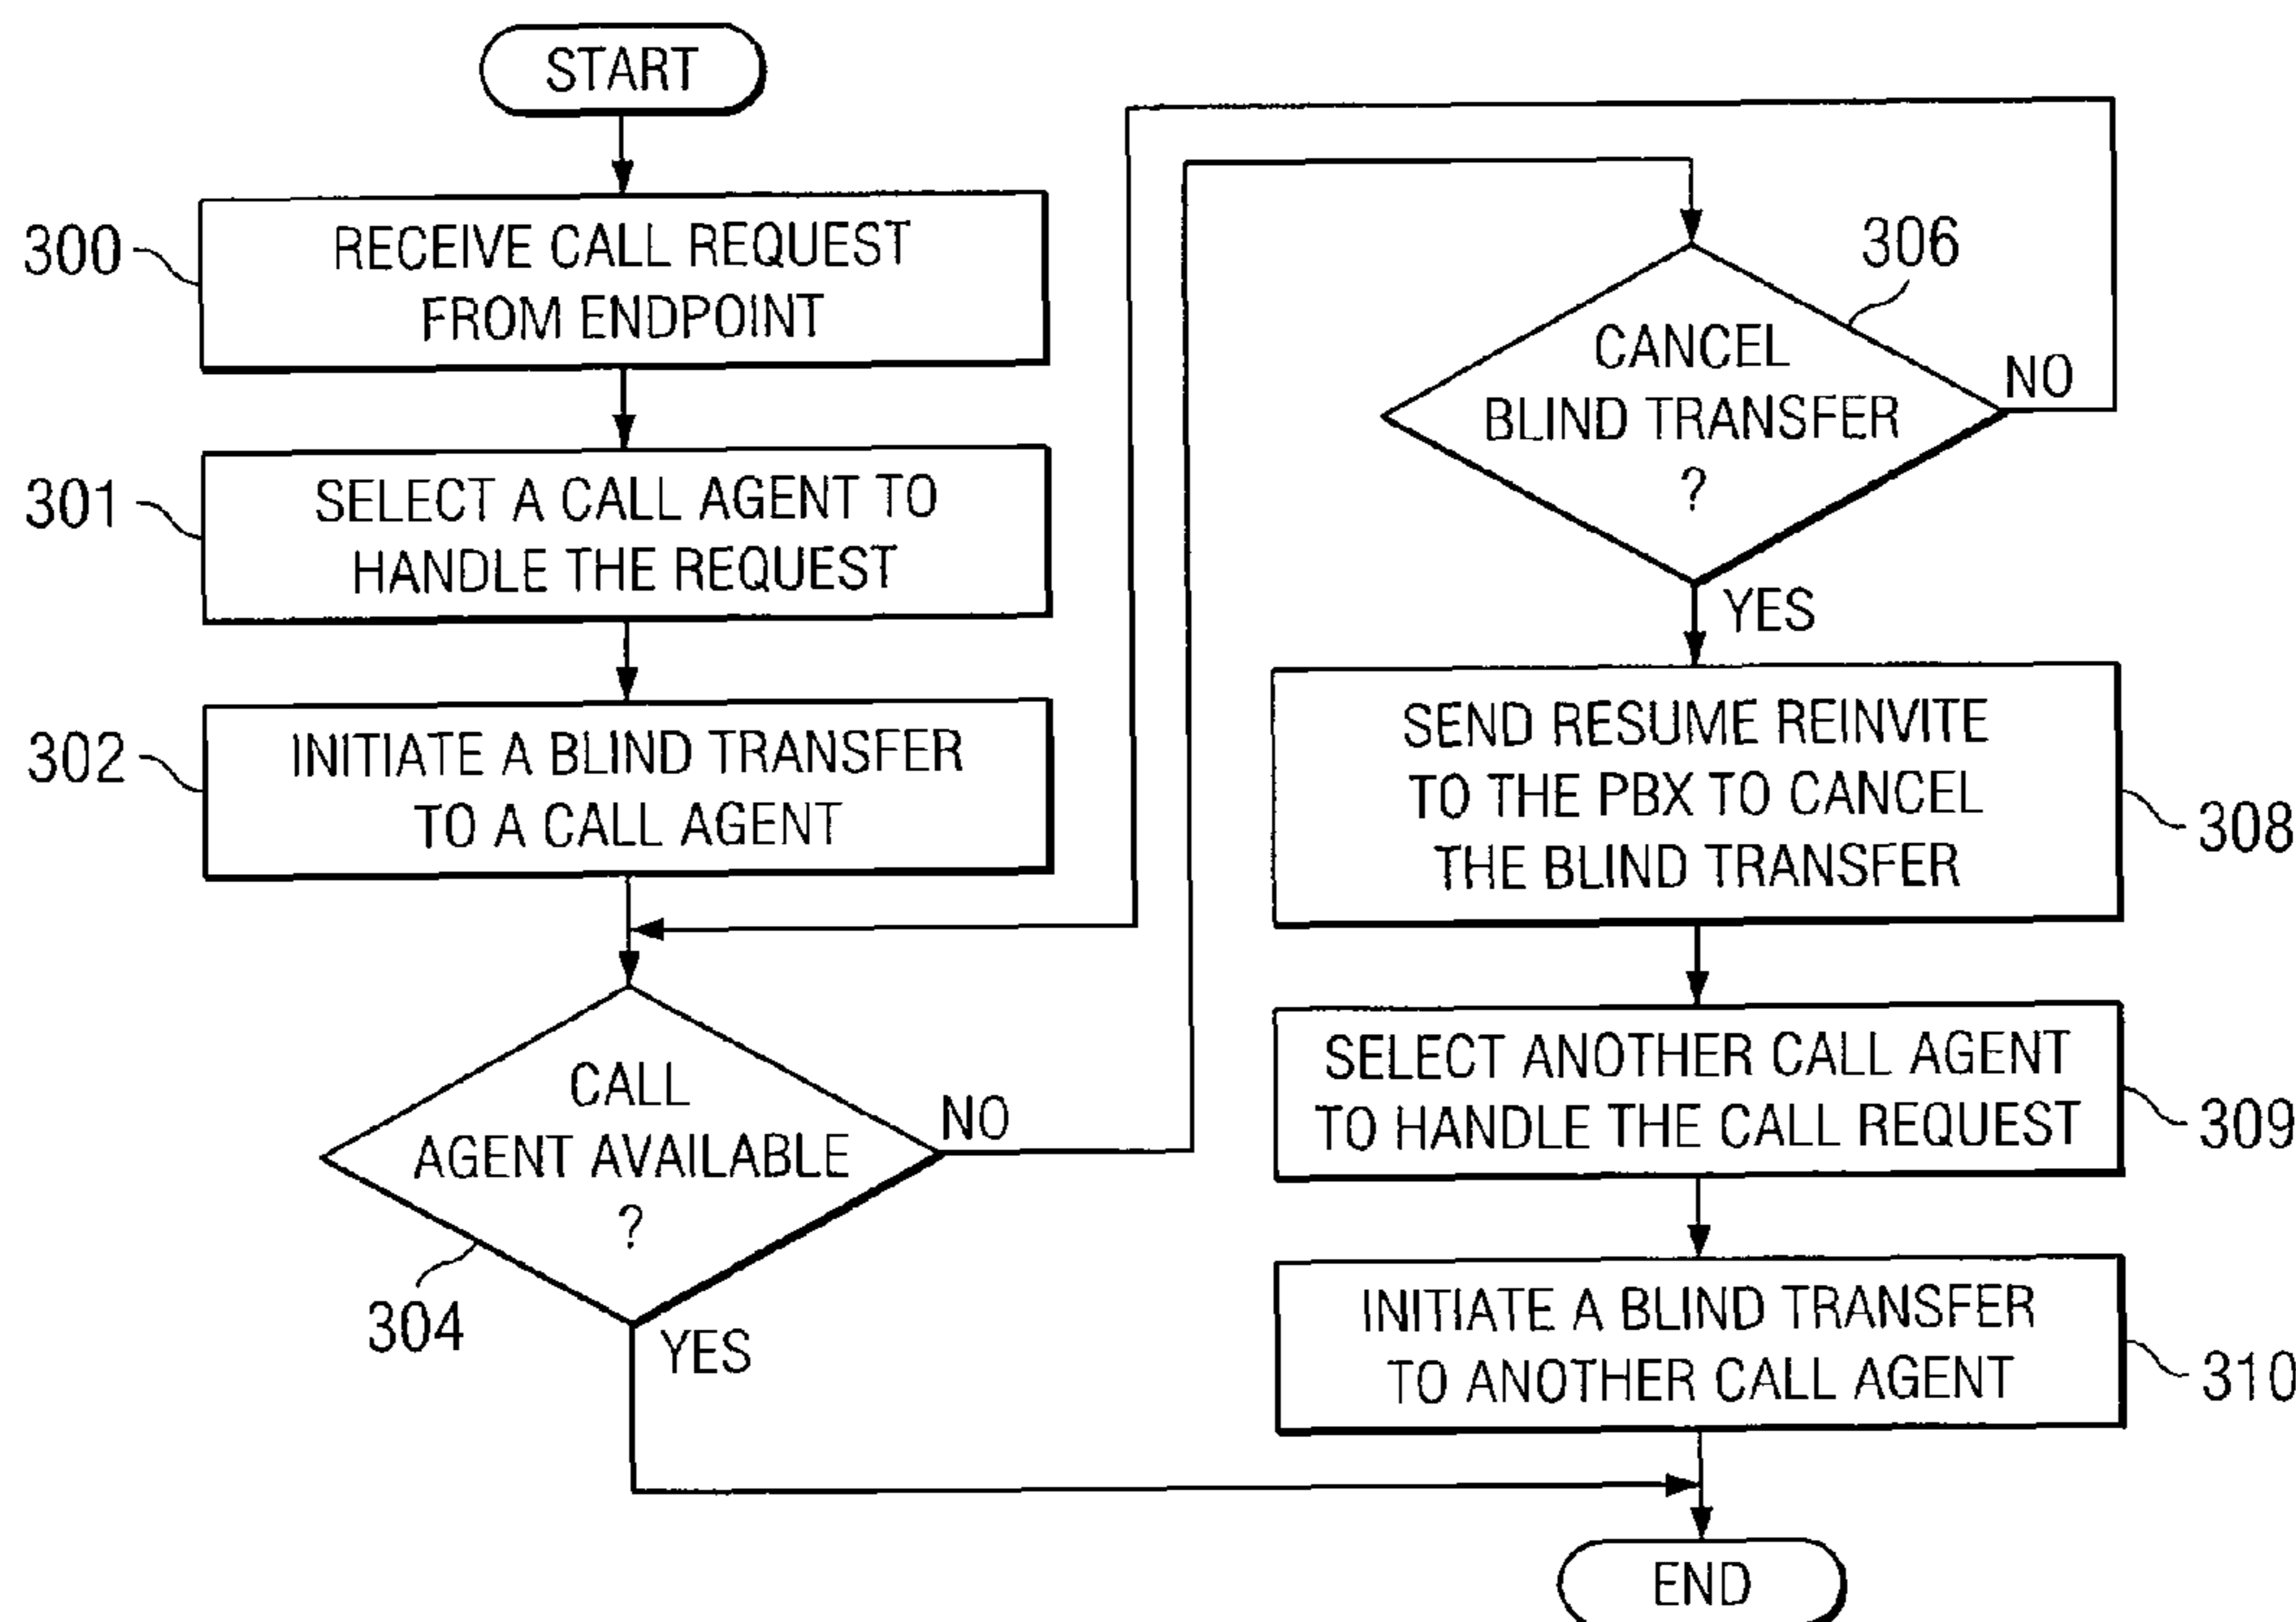 START
300
RECEIVE CALL REQUEST
FROM ENDPOINT
301
SELECT A CALL AGENT TO
HANDLE THE REQUEST
302
INITIATE A BLIND TRANSFER
TO A CALL AGENT
CALL
AGENT AVAILABLE
?
NO
304
YES
306
CANCEL
BLIND TRANSFER
?
NO
YES
SEND RESUME REINVITE
TO THE PBX TO CANCEL
THE BLIND TRANSFER
308
SELECT ANOTHER CALL AGENT
TO HANDLE THE CALL REQUEST
309
INITIATE A BLIND TRANSFER
TO ANOTHER CALL AGENT
310
END